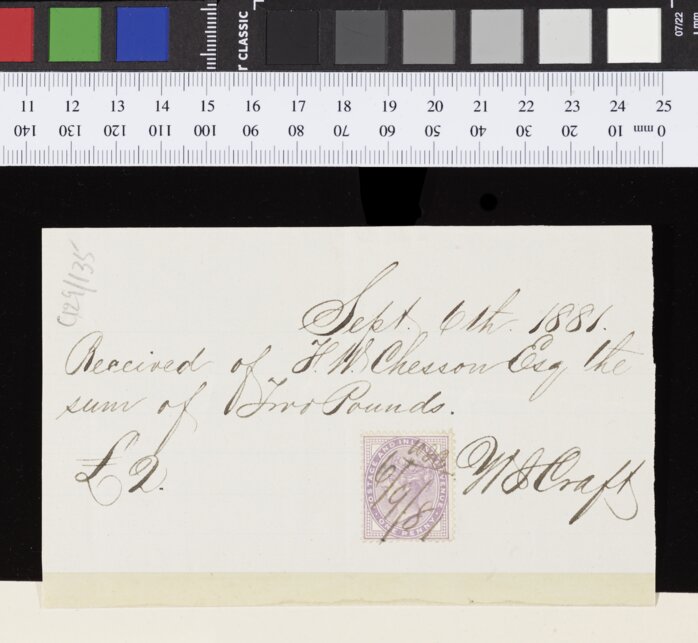 T CLASSIC
07/22
11 12 13 14 15 16 17 18 19 20 21 22 23 24 25
140 130 120 110 100 90 80 70 60 50 40 30 20 10 mm 0
C129/135
Sept. 6th. 1881.
Received of F. W. Chesson Esq the
sum of Two Pounds.
£2.
POSTAGE AND INLAND REVENUE
ONE PENNY
6/9/81
W J Craft